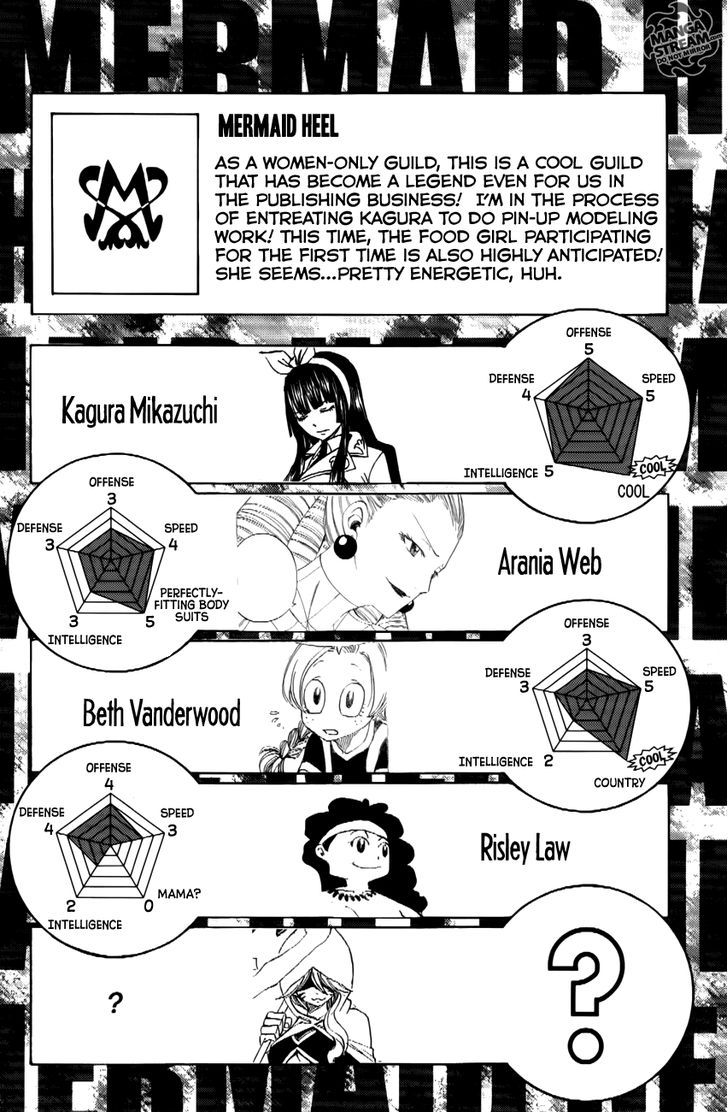 MERMAID H
MANGA
STREAM.com
DO NOT MIRROR
MERMAID HEEL
AS A WOMEN-ONLY GUILD, THIS IS A COOL GUILD
THAT HAS BECOME A LEGEND EVEN FOR US IN
THE PUBLISHING BUSINESS! I'M IN THE PROCESS
OF ENTREATING KAGURA TO DO PIN-UP MODELING
WORK! THIS TIME, THE FOOD GIRL PARTICIPATING
FOR THE FIRST TIME IS ALSO HIGHLY ANTICIPATED!
SHE SEEMS...PRETTY ENERGETIC, HUH.
Kagura Mikazuchi
OFFENSE
5
DEFENSE
4
SPEED
5
INTELLIGENCE
5
COOL
COOL
OFFENSE
3
DEFENSE
3
SPEED
4
PERFECTLY-
FITTING BODY
SUITS
5
3
INTELLIGENCE
Arania Web
Beth Vanderwood
OFFENSE
3
DEFENSE
3
SPEED
5
INTELLIGENCE
2
COOL
COUNTRY
OFFENSE
4
DEFENSE
4
SPEED
3
MAMA?
0
2
INTELLIGENCE
Risley Law
?
?